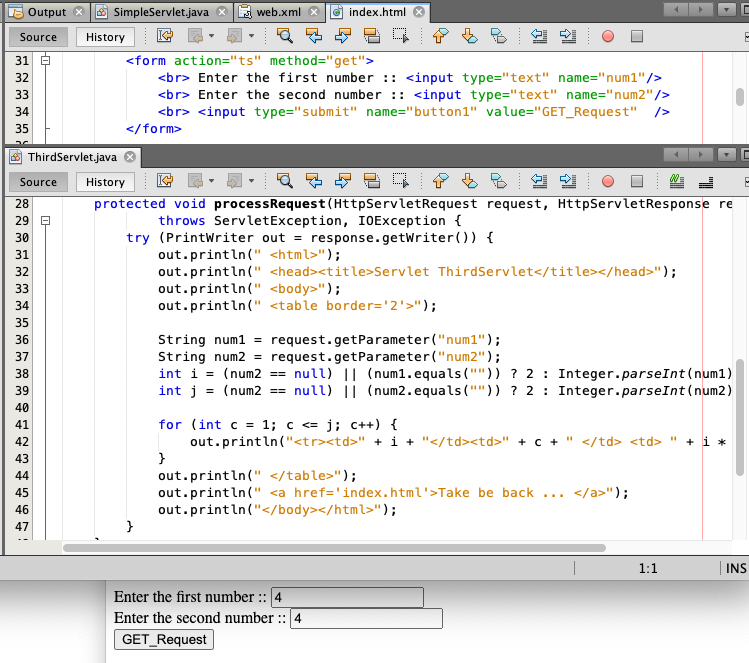 Output SimpleServlet.java web.xml index.html
Source History
31 <form action="ts" method="get">
32 <br> Enter the first number :: <input type="text" name="num1"/>
33 <br> Enter the second number :: <input type="text" name="num2"/>
34 <br> <input type="submit" name="button1" value="GET_Request"  />
35 </form>
ThirdServlet.java
Source History
28 protected void processRequest(HttpServletRequest request, HttpServletResponse re
29 throws ServletException, IOException {
30 try (PrintWriter out = response.getWriter()) {
31 out.println(" <html>");
32 out.println(" <head><title>Servlet ThirdServlet</title></head>");
33 out.println(" <body>");
34 out.println(" <table border='2'>");
35
36 String num1 = request.getParameter("num1");
37 String num2 = request.getParameter("num2");
38 int i = (num2 == null) || (num1.equals("")) ? 2 : Integer.parseInt(num1)
39 int j = (num2 == null) || (num2.equals("")) ? 2 : Integer.parseInt(num2)
40
41 for (int c = 1; c <= j; c++) {
42 out.println("<tr><td>" + i + "</td><td>" + c + " </td> <td> " + i *
43 }
44 out.println(" </table>");
45 out.println(" <a href='index.html'>Take be back ... </a>");
46 out.println("</body></html>");
47 }
1:1 INS
Enter the first number :: 4
Enter the second number :: 4
GET_Request